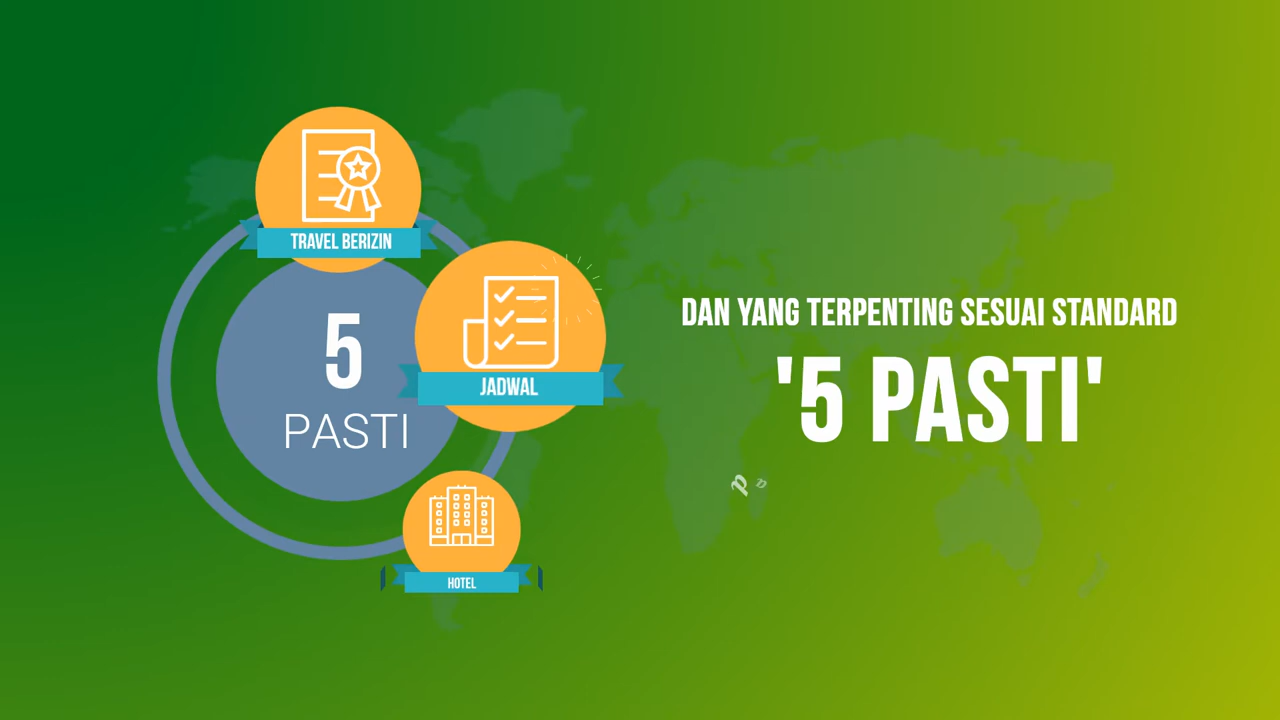 TRAVEL BERIZIN
5
PASTI
JADWAL
HOTEL
DAN YANG TERPENTING SESUAI STANDARD
'5 PASTI'